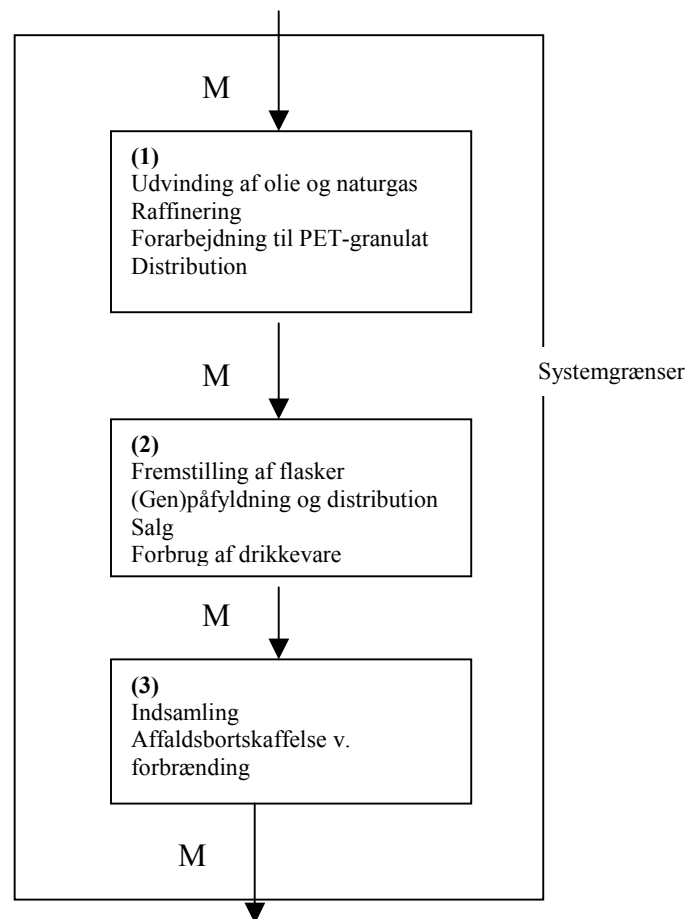 M
(1)
Udvinding af olie og naturgas
Raffinering
Forarbejdning til PET-granulat
Distribution
M
Systemgrænser
(2)
Fremstilling af flasker
(Gen)påfyldning og distribution
Salg
Forbrug af drikkevare
M
(3)
Indsamling
Affaldsbortskaffelse v.
forbrænding
M